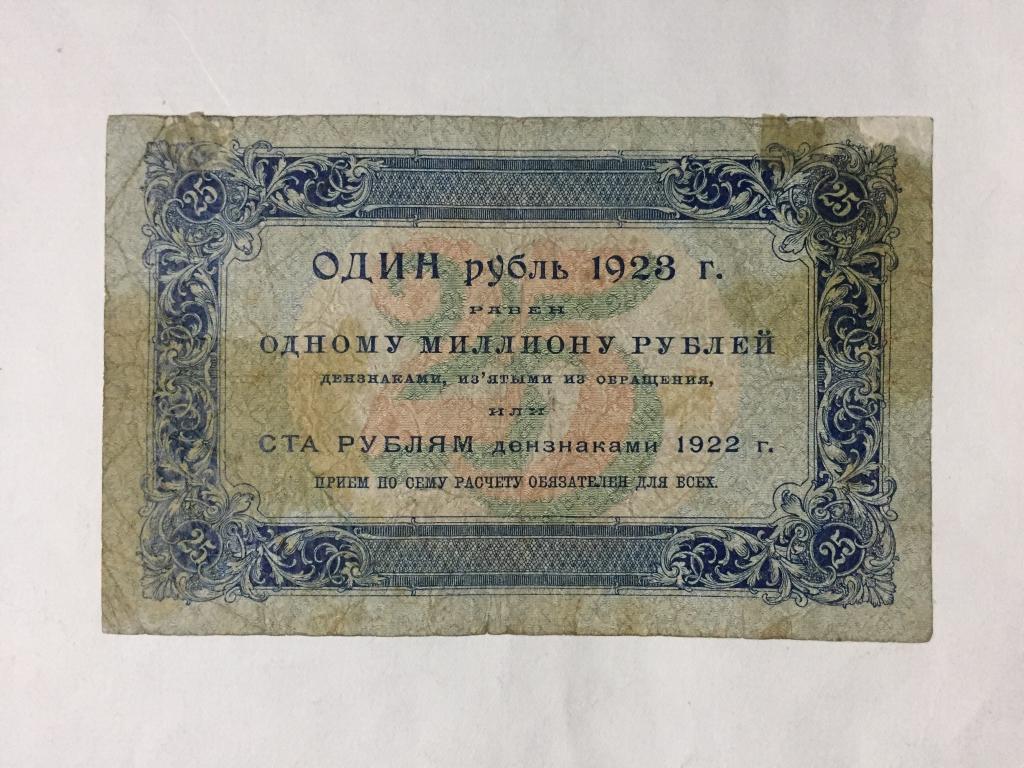 25 25
ОДИН рубль 1923 г.
РАВЕН
ОДНОМУ МИЛЛИОНУ РУБЛЕЙ
ДЕНЗНАКАМИ, ИЗ'ЯТЫМИ ИЗ ОБРАЩЕНИЯ,
ИЛИ
СТА РУБЛЯМ дензнаками 1922 г.
ПРИЕМ ПО СЕМУ РАСЧЕТУ ОБЯЗАТЕЛЕН ДЛЯ ВСЕХ.
25
25 25